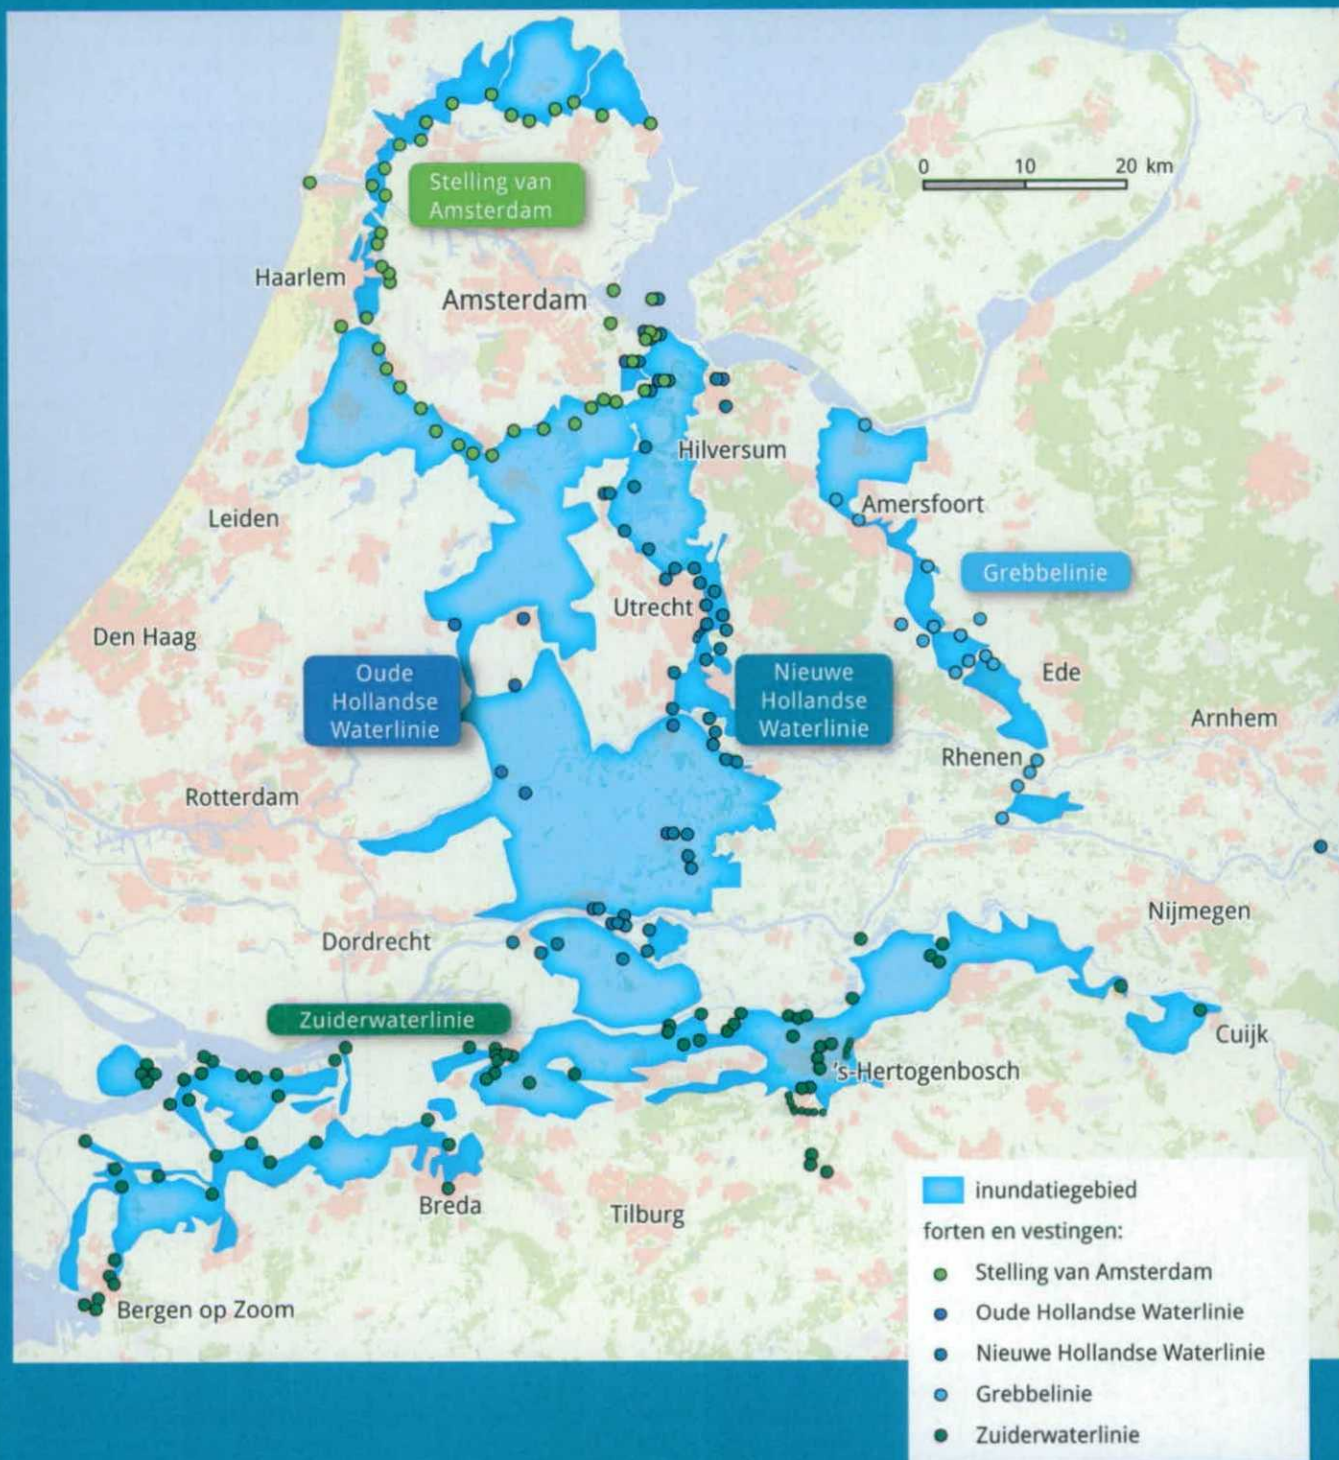 0 10 20 km
Stelling van
Amsterdam
Haarlem
Amsterdam
Hilversum
Amersfoort
Leiden
Grebbelinie
Utrecht
Den Haag
Oude
Hollandse
Waterlinie
Nieuwe
Hollandse
Waterlinie
Ede
Arnhem
Rhenen
Rotterdam
Nijmegen
Dordrecht
Zuiderwaterlinie
Cuijk
's-Hertogenbosch
Breda
Tilburg
Bergen op Zoom
inundatiegebied
forten en vestingen:
Stelling van Amsterdam
Oude Hollandse Waterlinie
Nieuwe Hollandse Waterlinie
Grebbelinie
Zuiderwaterlinie